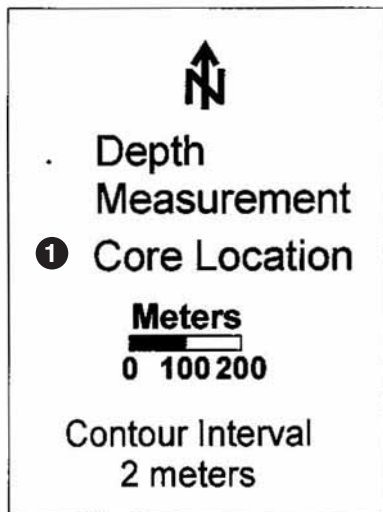 N
Depth
Measurement
1 Core Location
Meters
0 100 200
Contour Interval
2 meters